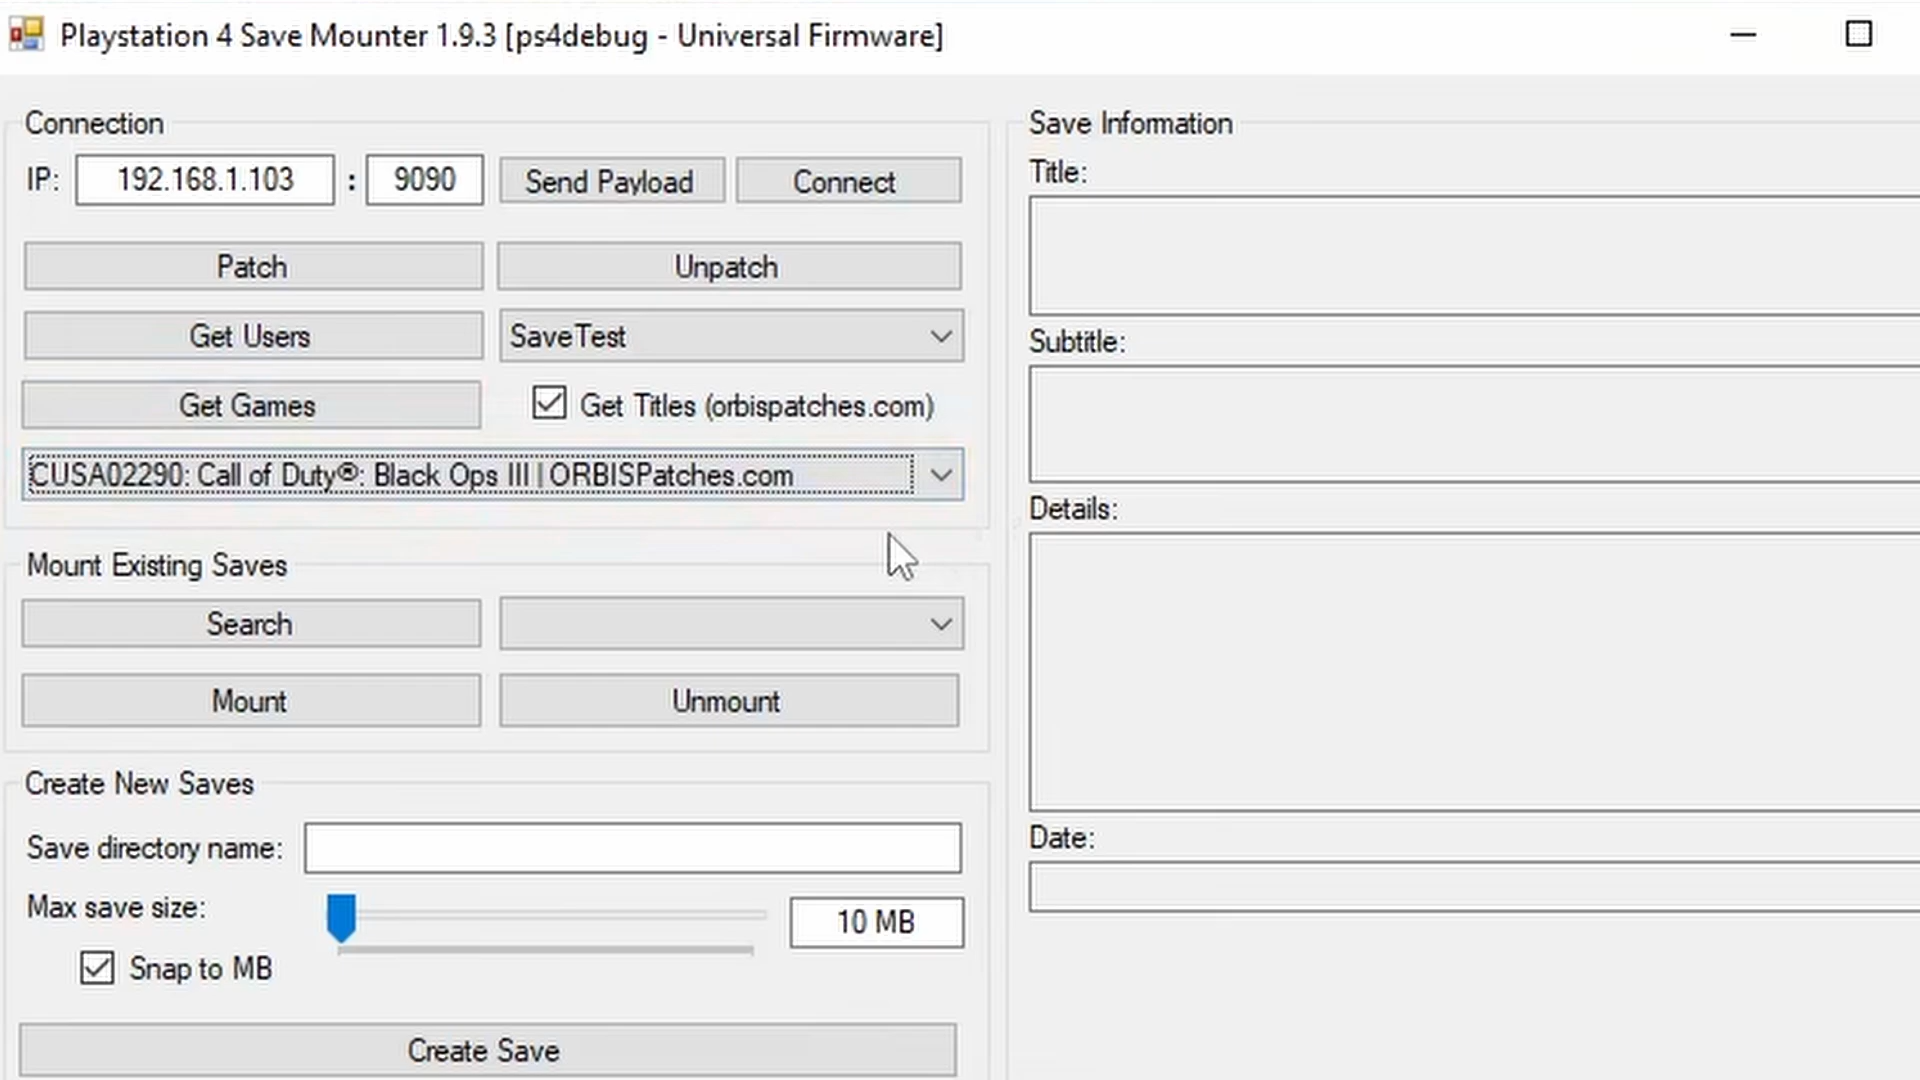 Playstation 4 Save Mounter 1.9.3 [ps4debug - Universal Firmware]
Connection
IP: 192.168.1.103 : 9090 Send Payload Connect
Patch Unpatch
Get Users SaveTest
Get Games Get Titles (orbispatches.com)
CUSA02290: Call of Duty®: Black Ops III | ORBISPatches.com
Mount Existing Saves
Search
Mount Unmount
Create New Saves
Save directory name:
Max save size: 10 MB
Snap to MB
Create Save
Save Information
Title:
Subtitle:
Details:
Date: